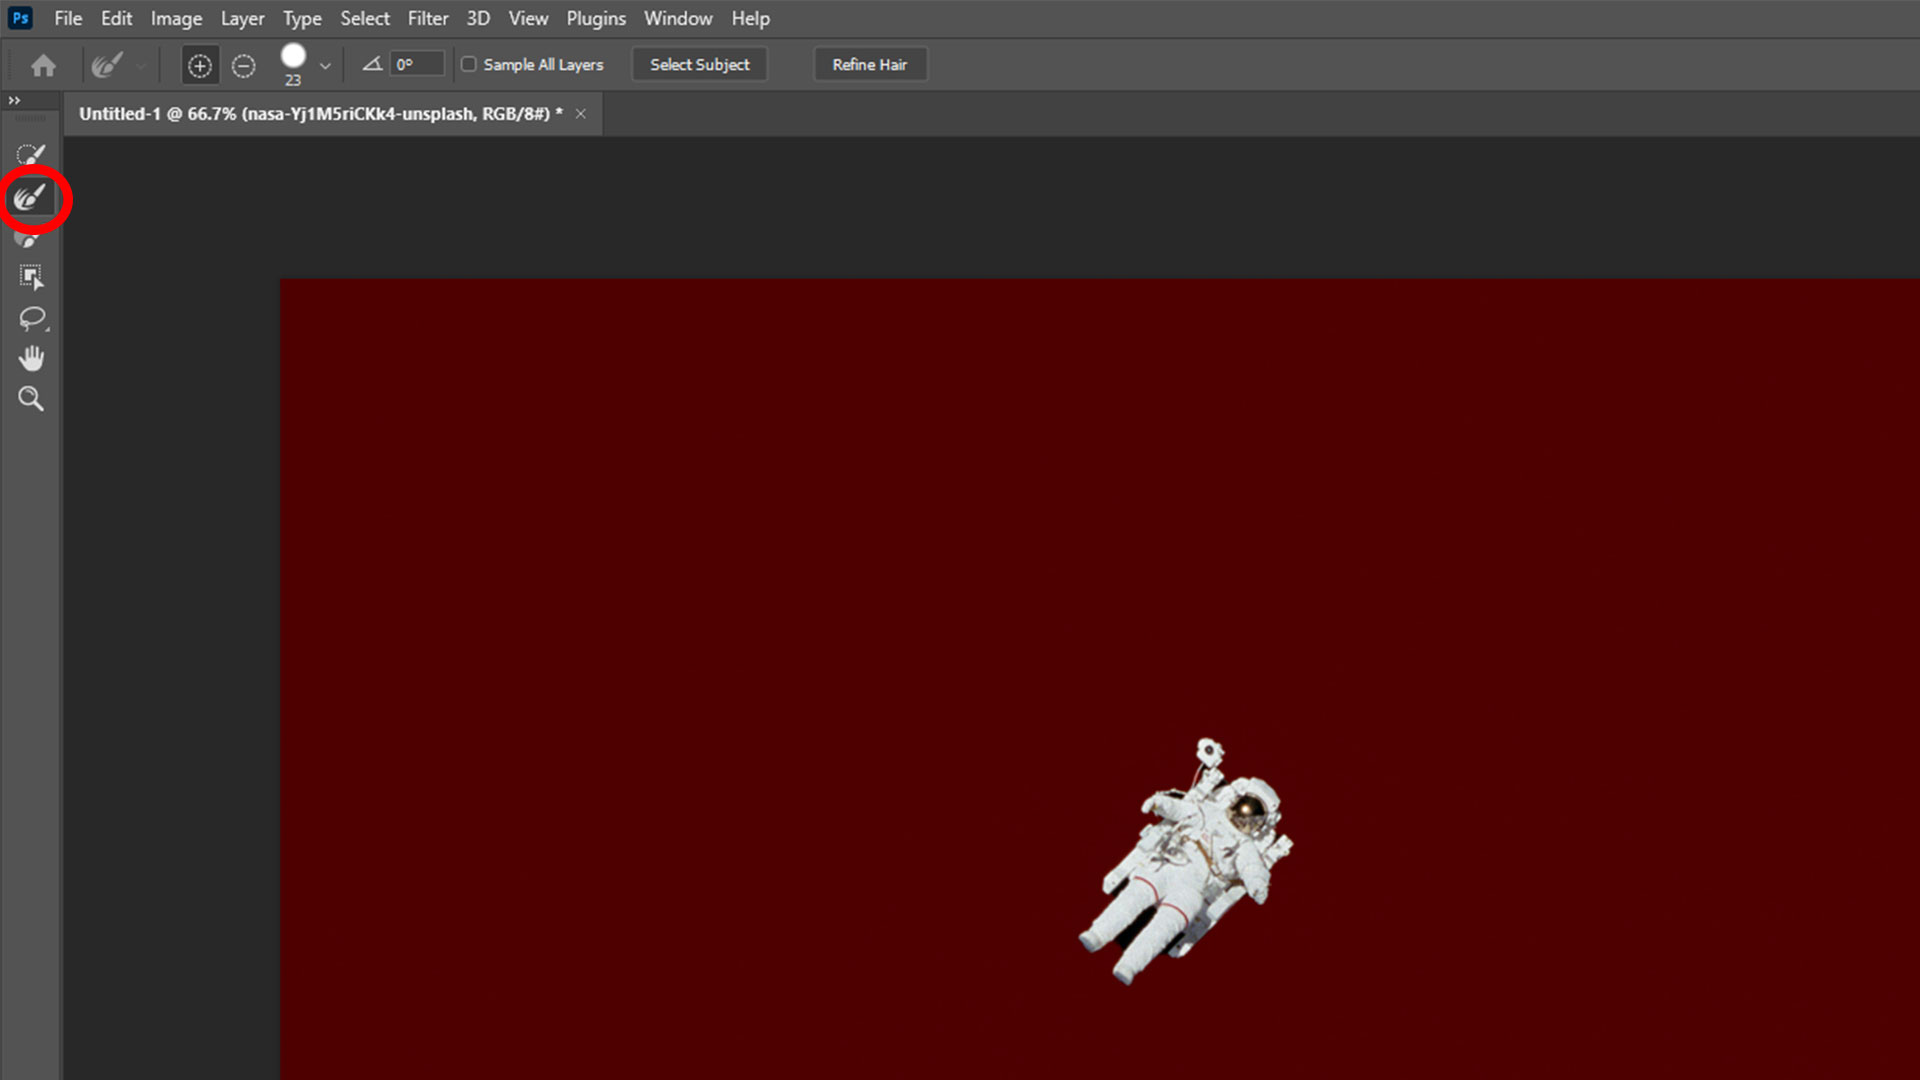 Ps File Edit Image Layer Type Select Filter 3D View Plugins Window Help
23 0° Sample All Layers Select Subject Refine Hair
Untitled-1 @ 66.7% (nasa-Yj1M5riCKk4-unsplash, RGB/8#) *